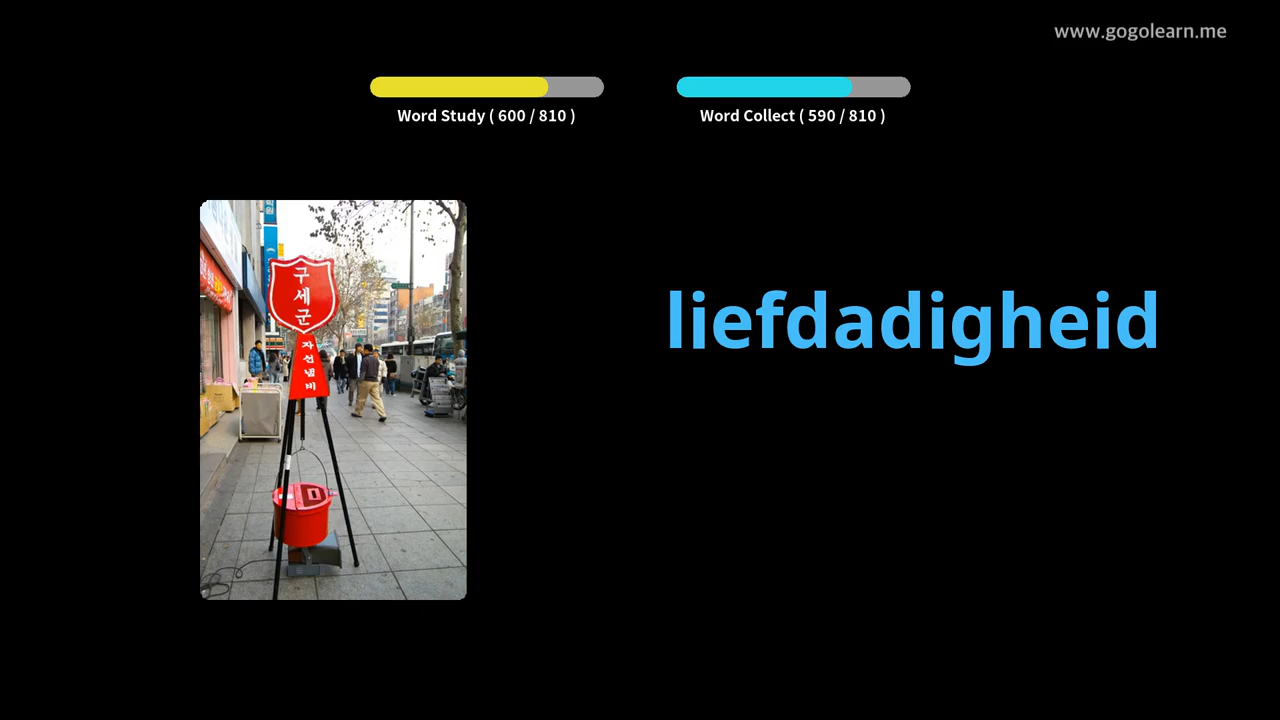 www.gogolearn.me
Word Study ( 600 / 810 )
Word Collect ( 590 / 810 )
구세군
자선냄비
liefdadigheid